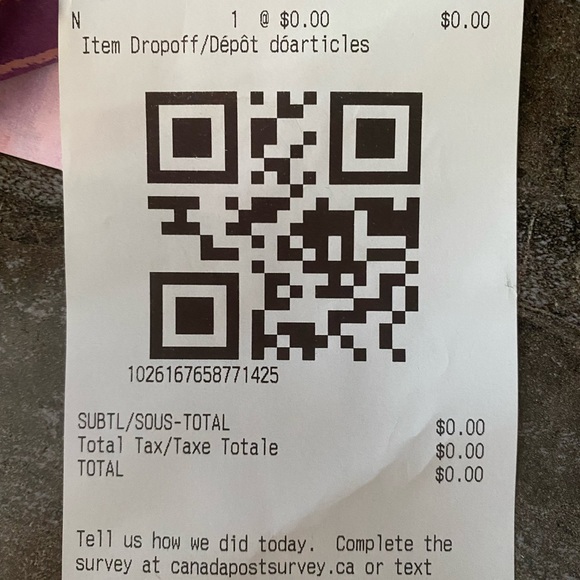 N 1 @ $0.00 $0.00
Item Dropoff/Dépôt dóarticles
1026167658771425
SUBTL/SOUS-TOTAL $0.00
Total Tax/Taxe Totale $0.00
TOTAL $0.00
Tell us how we did today. Complete the
survey at canadapostsurvey.ca or text